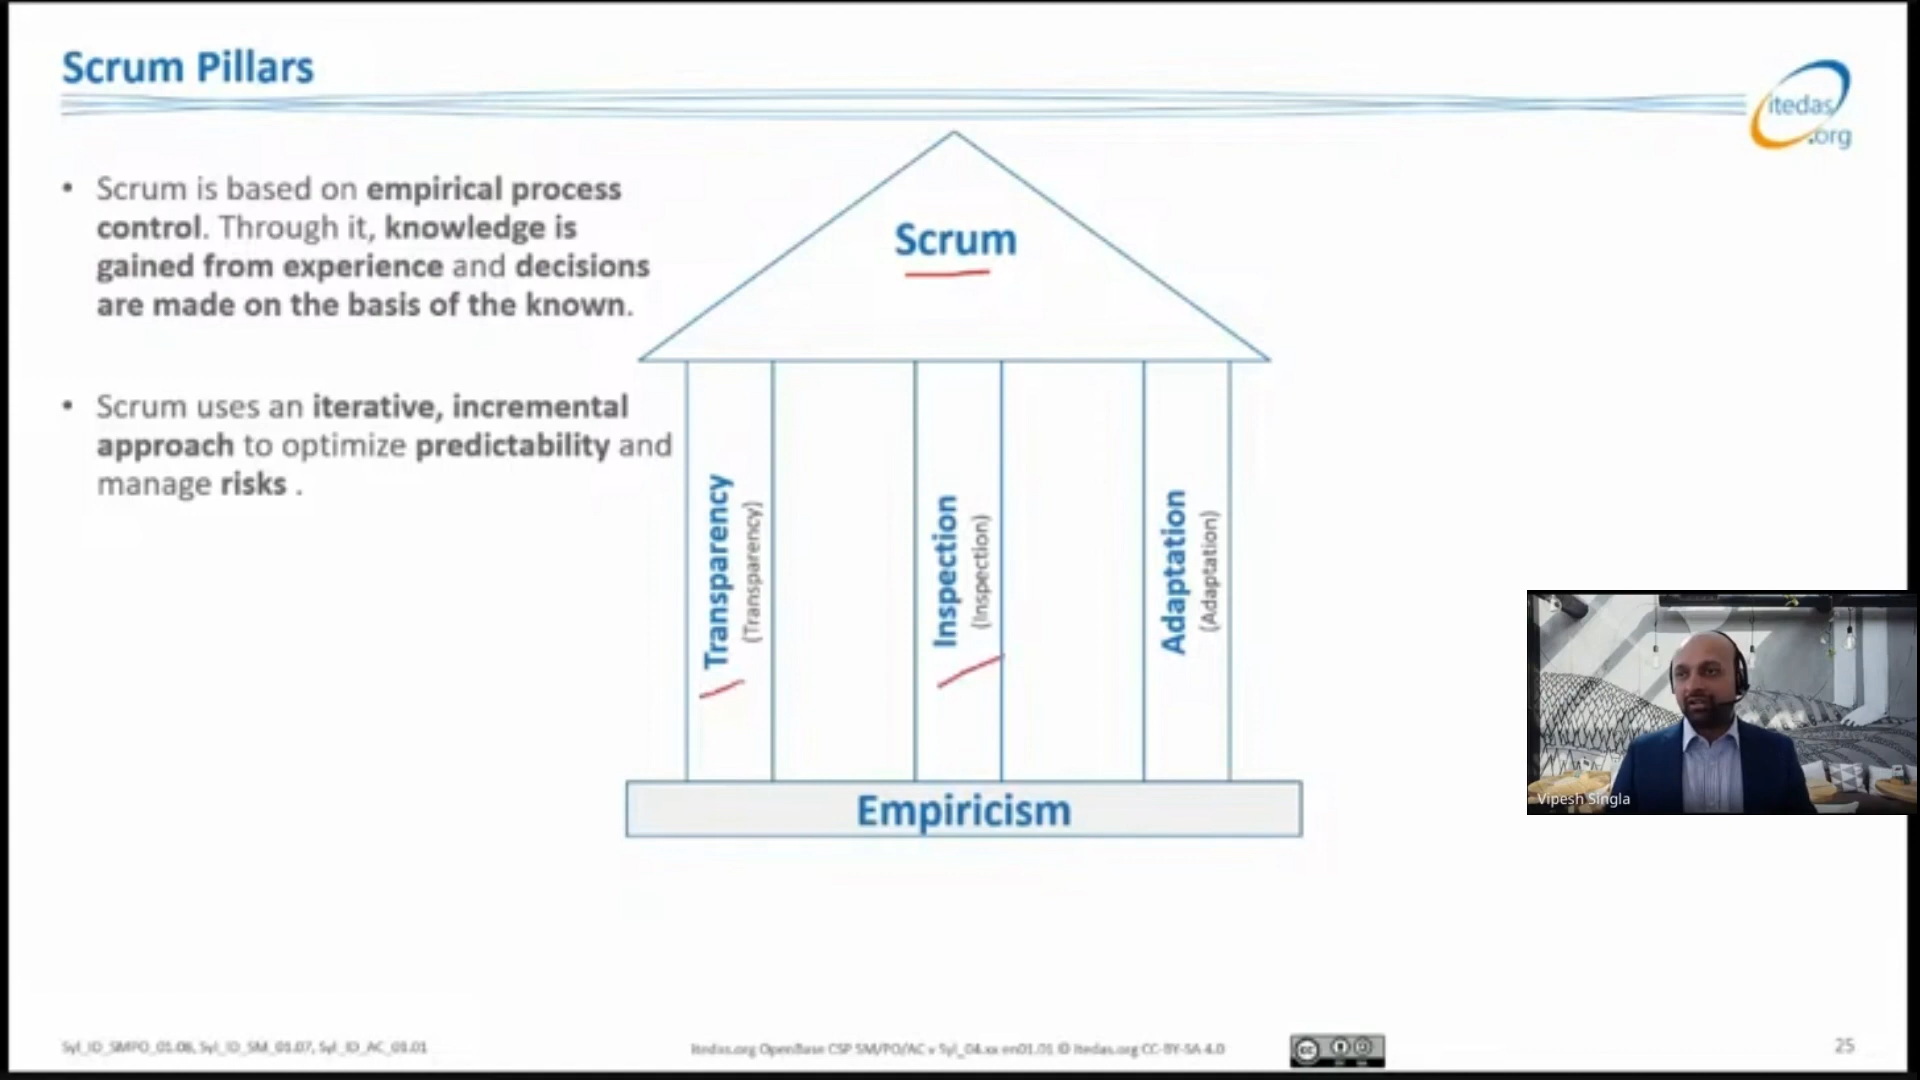 Scrum Pillars
itedas
.org
• Scrum is based on empirical process
control. Through it, knowledge is
gained from experience and decisions
are made on the basis of the known.
• Scrum uses an iterative, incremental
approach to optimize predictability and
manage risks .
Scrum
Transparency
(Transparency)
Inspection
(Inspection)
Adaptation
(Adaptation)
Empiricism
Vipesh Singla
Syl_ID_SMPO_01.06, Syl_ID_SM_01.07, Syl_ID_AC_01.01
itedas.org OpenBase CSP SM/PO/AC v Syl_04.xx en01.01 © itedas.org CC-BY-SA 4.0
cc
25